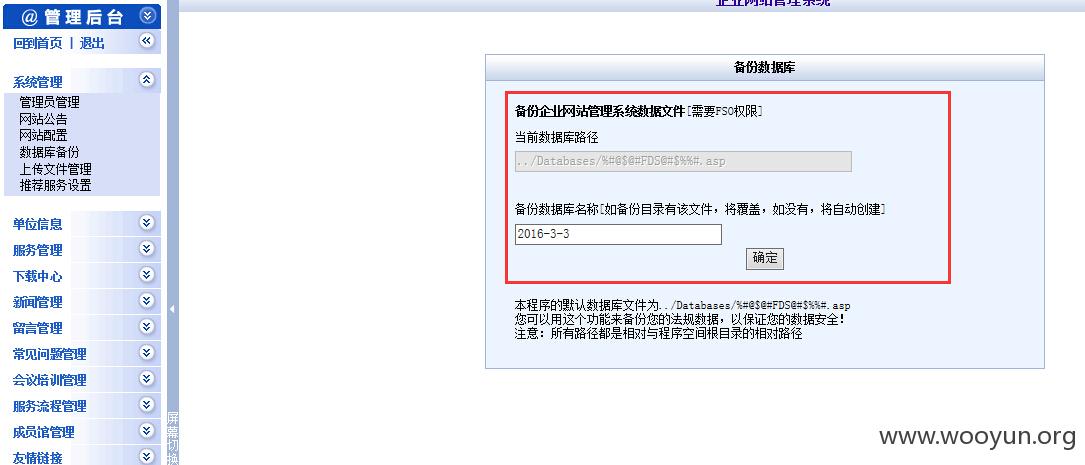 企业网站管理系统
@ 管理后台
回到首页 | 退出
系统管理
管理员管理
网站公告
网站配置
数据库备份
上传文件管理
推荐服务设置
单位信息
服务管理
下载中心
新闻管理
留言管理
常见问题管理
会议培训管理
服务流程管理
成员馆管理
友情链接
屏幕切换
备份数据库
备份企业网站管理系统数据文件[需要FSO权限]
当前数据库路径
../Databases/%#@$@#FDS@#$%%#.asp
备份数据库名称[如备份目录有该文件，将覆盖，如没有，将自动创建]
2016-3-3
确定
本程序的默认数据库文件为../Databases/%#@$@#FDS@#$%%#.asp
您可以用这个功能来备份您的法规数据，以保证您的数据安全！
注意：所有路径都是相对与程序空间根目录的相对路径
www.wooyun.org